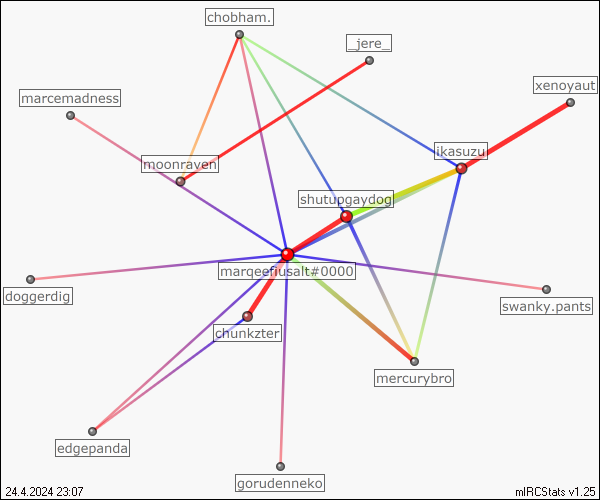 chobham.
_jere_
xenoyaut
marcemadness
ikasuzu
moonraven
shutupgaydog
marqeefiusalt#0000
doggerdig
swanky.pants
chunkzter
mercurybro
edgepanda
gorudenneko
24.4.2024 23:07
mIRCStats v1.25